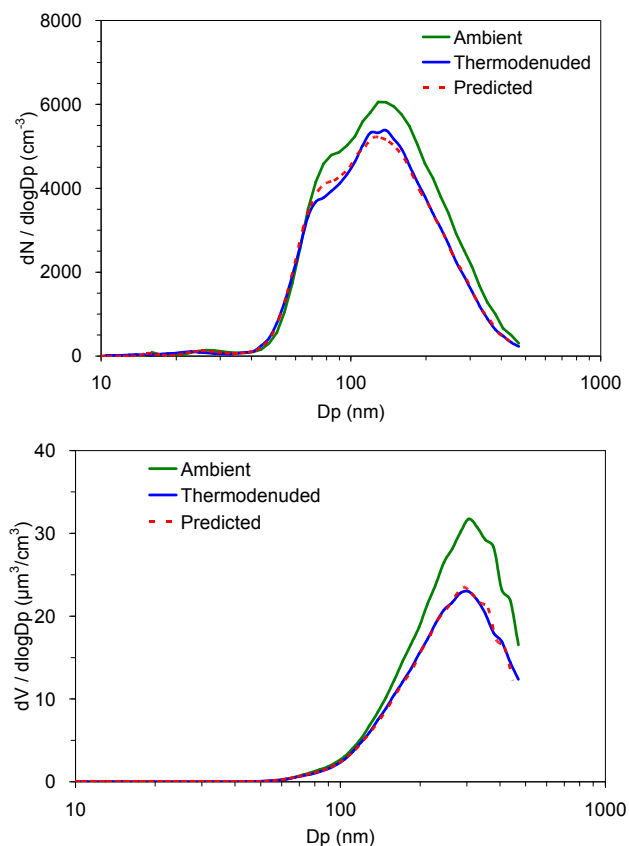 8000
6000
4000
2000
0
dN / dlogDp (cm-3)
Ambient
Thermodenuded
Predicted
10
100
1000
Dp (nm)
40
30
20
10
0
dV / dlogDp (µm3/cm3)
Ambient
Thermodenuded
Predicted
10
100
1000
Dp (nm)